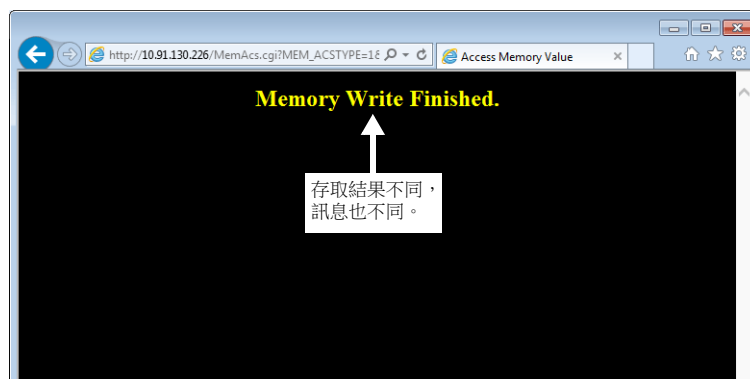 http://10.91.130.226/MemAcs.cgi?MEM_ACSTYPE=1&
Access Memory Value
Memory Write Finished.
存取結果不同，
訊息也不同。